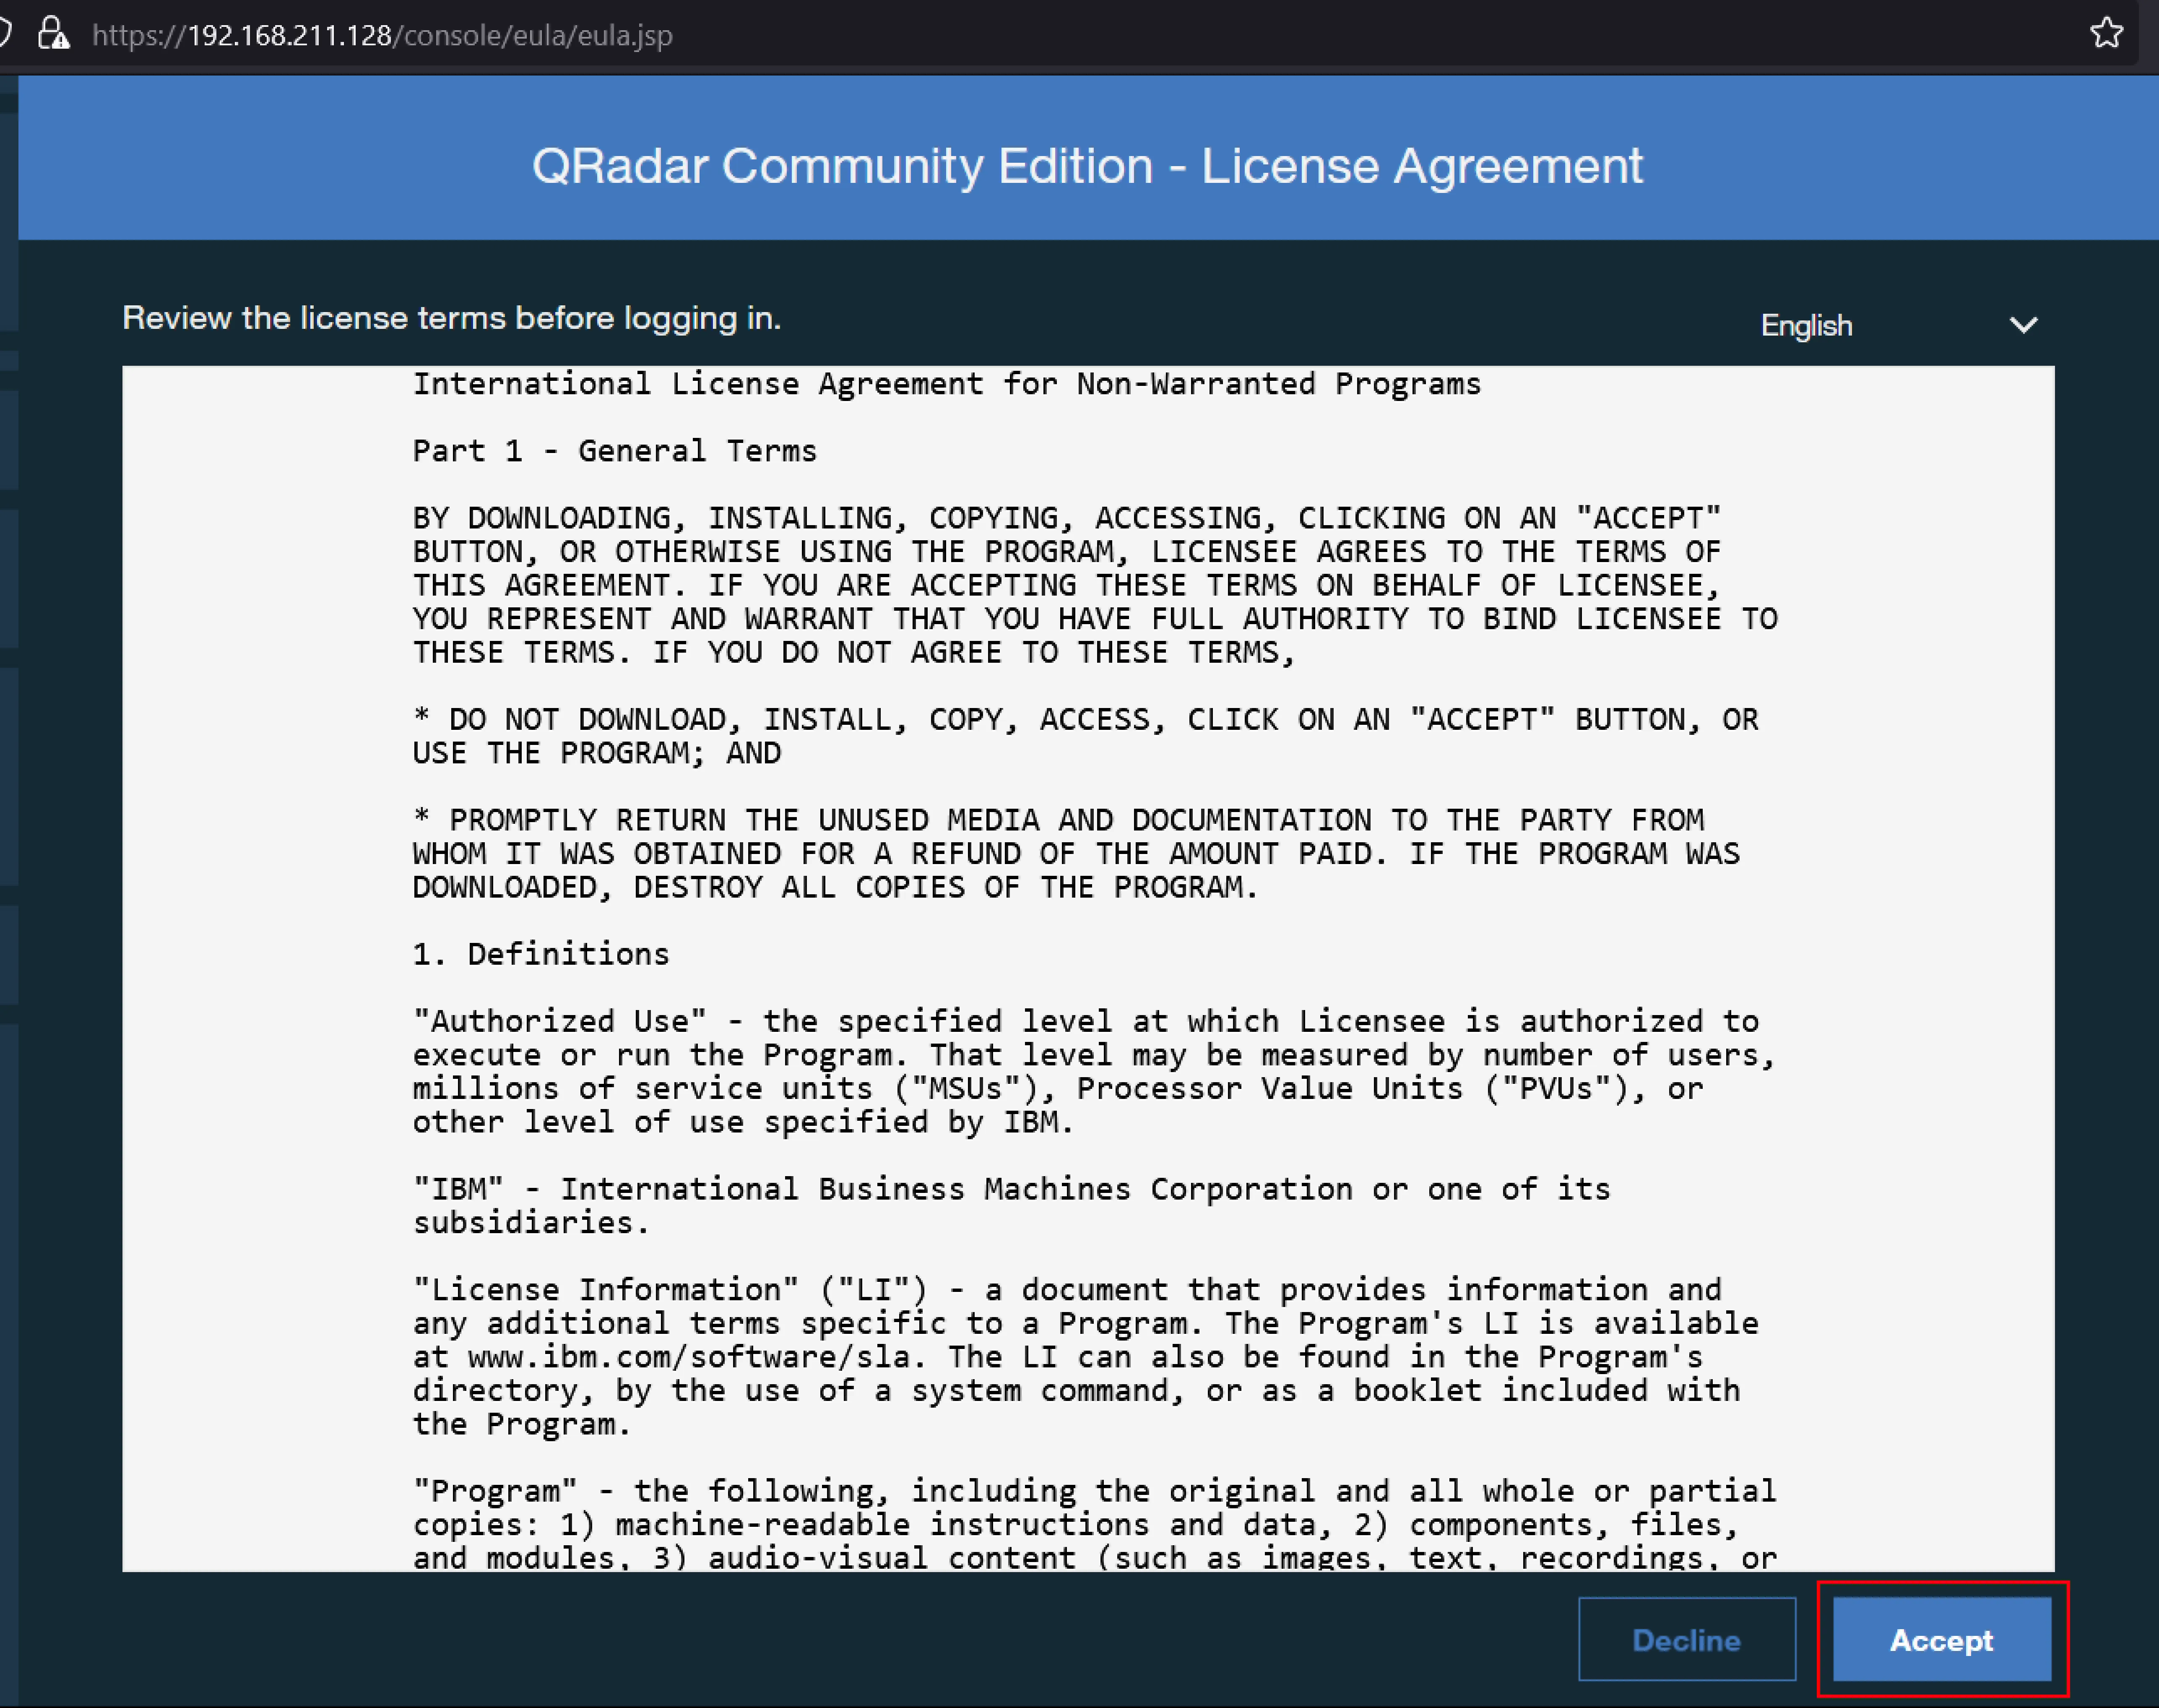 https://192.168.211.128/console/eula/eula.jsp
QRadar Community Edition - License Agreement
Review the license terms before logging in.
English
International License Agreement for Non-Warranted Programs
Part 1 - General Terms
BY DOWNLOADING, INSTALLING, COPYING, ACCESSING, CLICKING ON AN "ACCEPT"
BUTTON, OR OTHERWISE USING THE PROGRAM, LICENSEE AGREES TO THE TERMS OF
THIS AGREEMENT. IF YOU ARE ACCEPTING THESE TERMS ON BEHALF OF LICENSEE,
YOU REPRESENT AND WARRANT THAT YOU HAVE FULL AUTHORITY TO BIND LICENSEE TO
THESE TERMS. IF YOU DO NOT AGREE TO THESE TERMS,
* DO NOT DOWNLOAD, INSTALL, COPY, ACCESS, CLICK ON AN "ACCEPT" BUTTON, OR
USE THE PROGRAM; AND
* PROMPTLY RETURN THE UNUSED MEDIA AND DOCUMENTATION TO THE PARTY FROM
WHOM IT WAS OBTAINED FOR A REFUND OF THE AMOUNT PAID. IF THE PROGRAM WAS
DOWNLOADED, DESTROY ALL COPIES OF THE PROGRAM.
1. Definitions
"Authorized Use" - the specified level at which Licensee is authorized to
execute or run the Program. That level may be measured by number of users,
millions of service units ("MSUs"), Processor Value Units ("PVUs"), or
other level of use specified by IBM.
"IBM" - International Business Machines Corporation or one of its
subsidiaries.
"License Information" ("LI") - a document that provides information and
any additional terms specific to a Program. The Program's LI is available
at www.ibm.com/software/sla. The LI can also be found in the Program's
directory, by the use of a system command, or as a booklet included with
the Program.
"Program" - the following, including the original and all whole or partial
copies: 1) machine-readable instructions and data, 2) components, files,
and modules, 3) audio-visual content (such as images, text, recordings, or
Decline
Accept